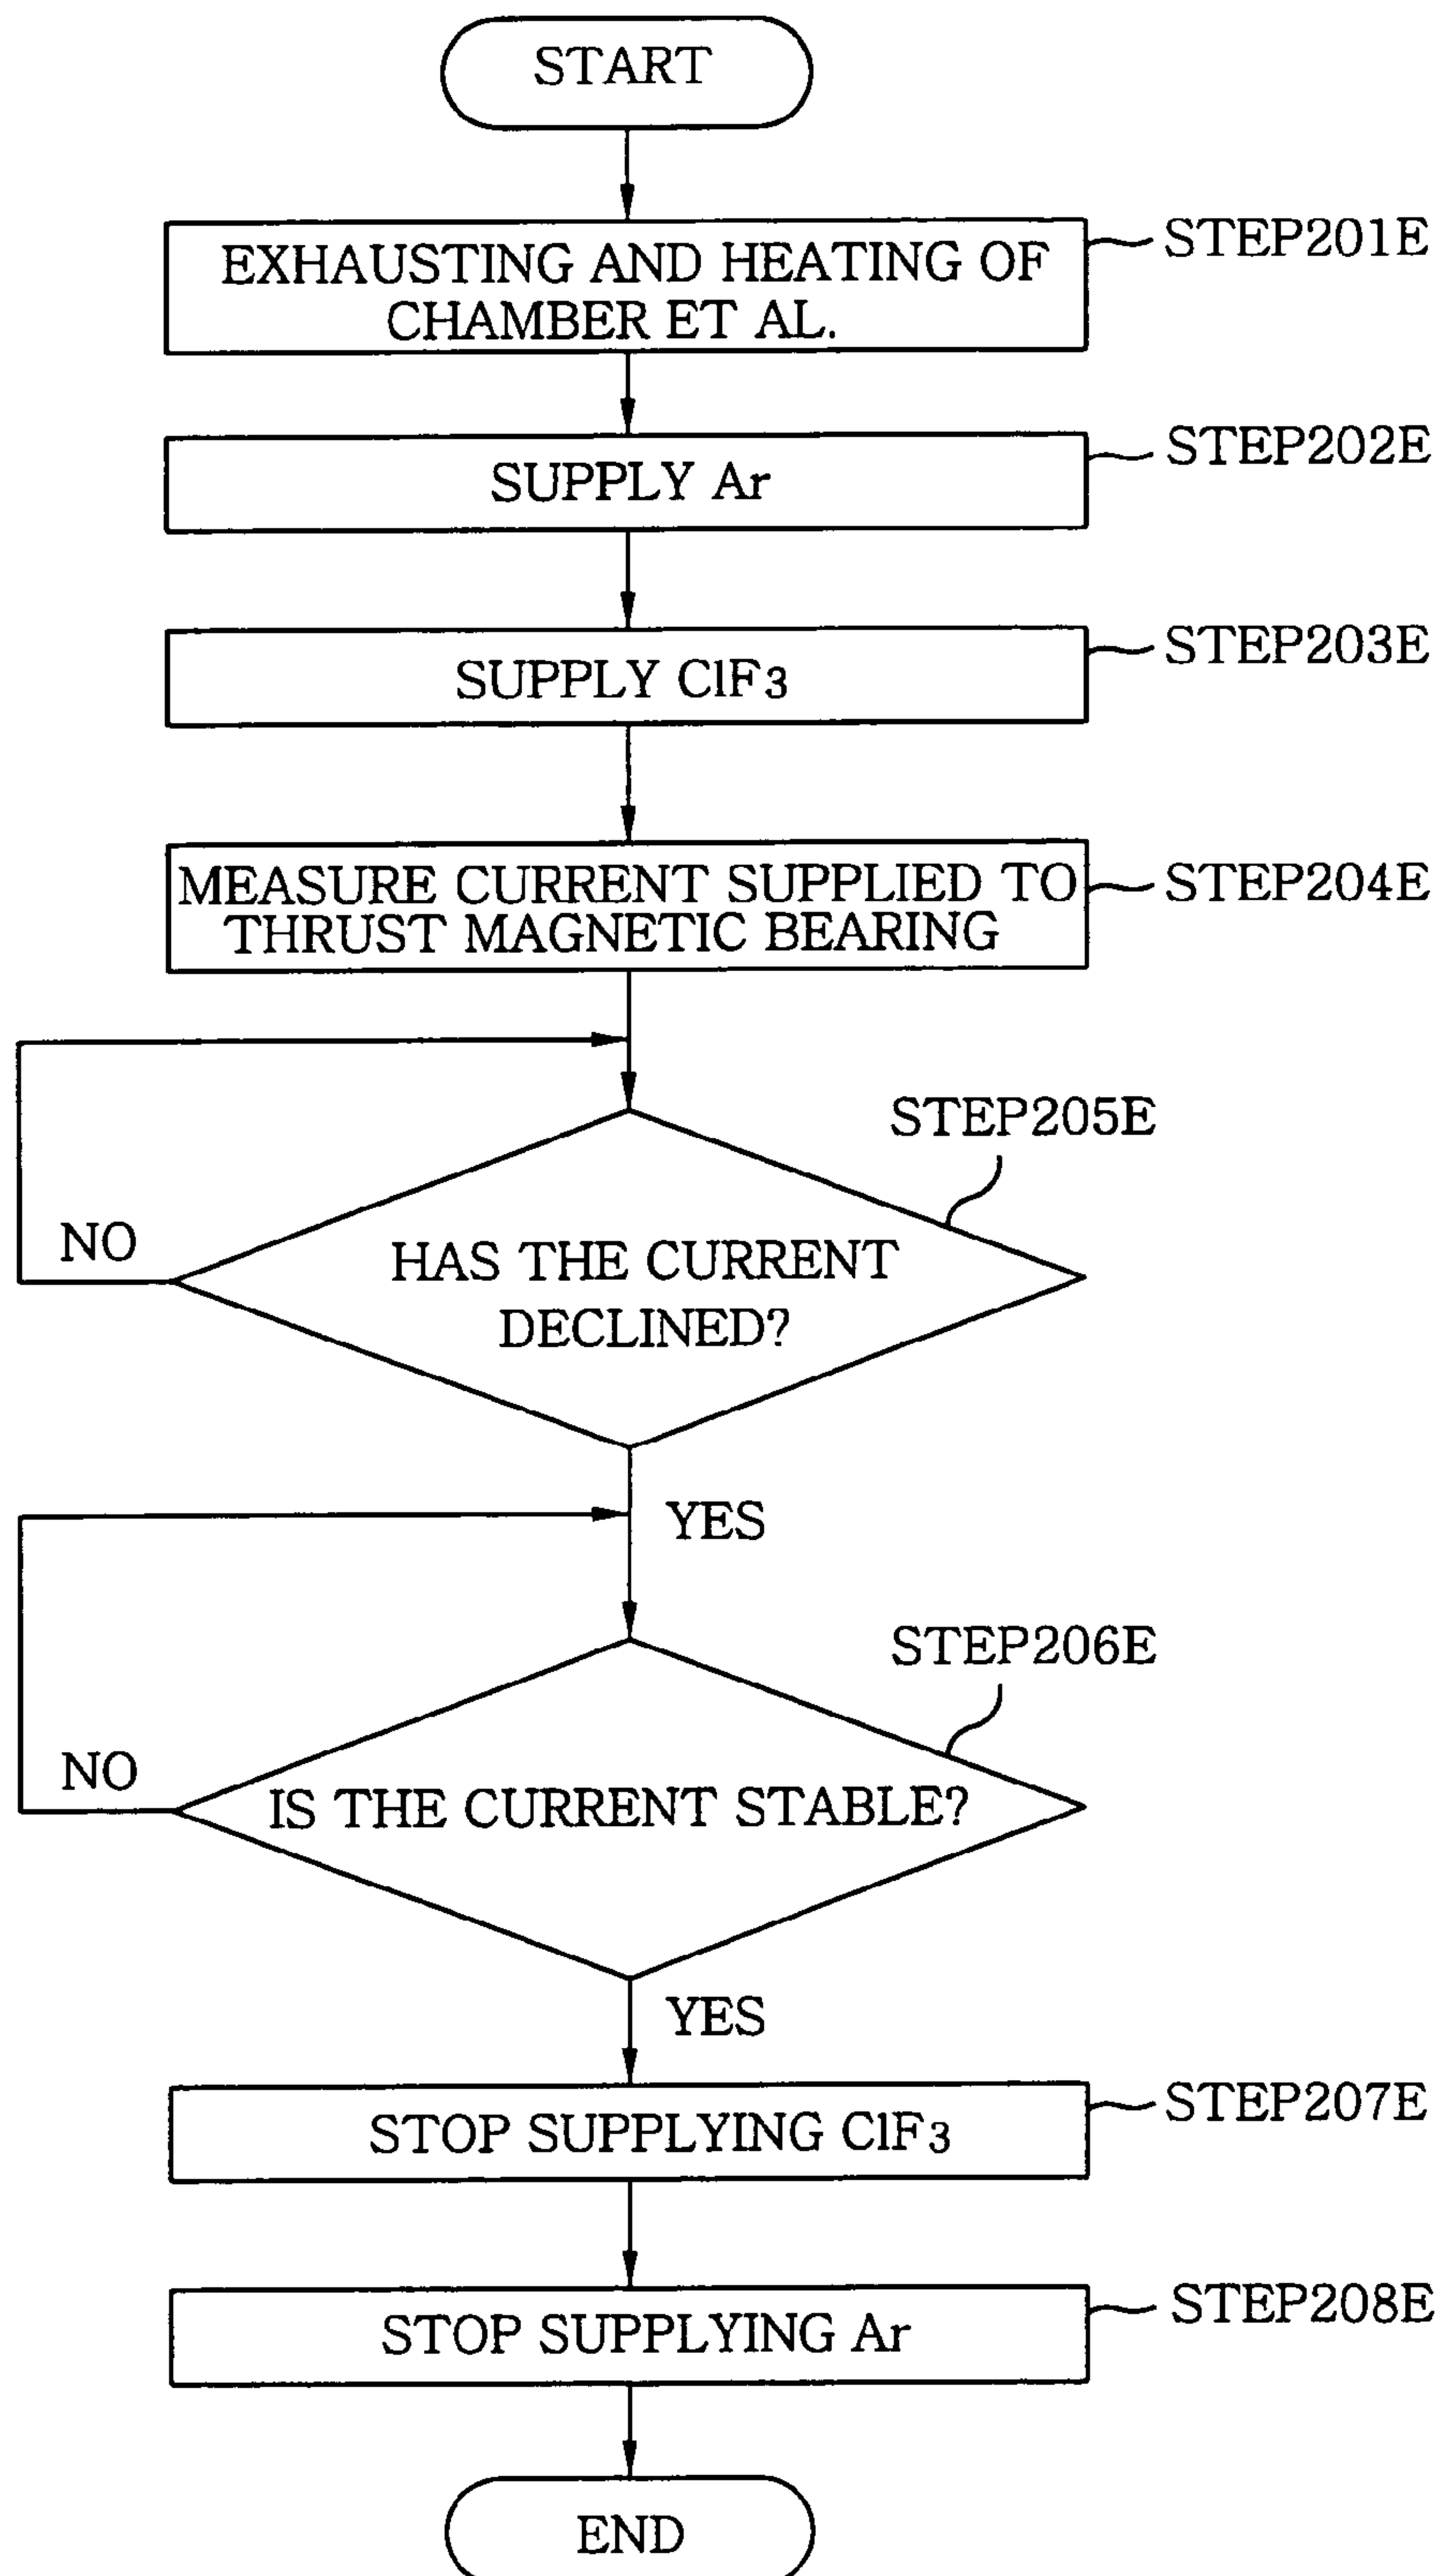 START
EXHAUSTING AND HEATING OF
CHAMBER ET AL.
STEP201E
SUPPLY Ar
STEP202E
SUPPLY ClF3
STEP203E
MEASURE CURRENT SUPPLIED TO
THRUST MAGNETIC BEARING
STEP204E
STEP205E
NO
HAS THE CURRENT
DECLINED?
YES
STEP206E
NO
IS THE CURRENT STABLE?
YES
STOP SUPPLYING ClF3
STEP207E
STOP SUPPLYING Ar
STEP208E
END